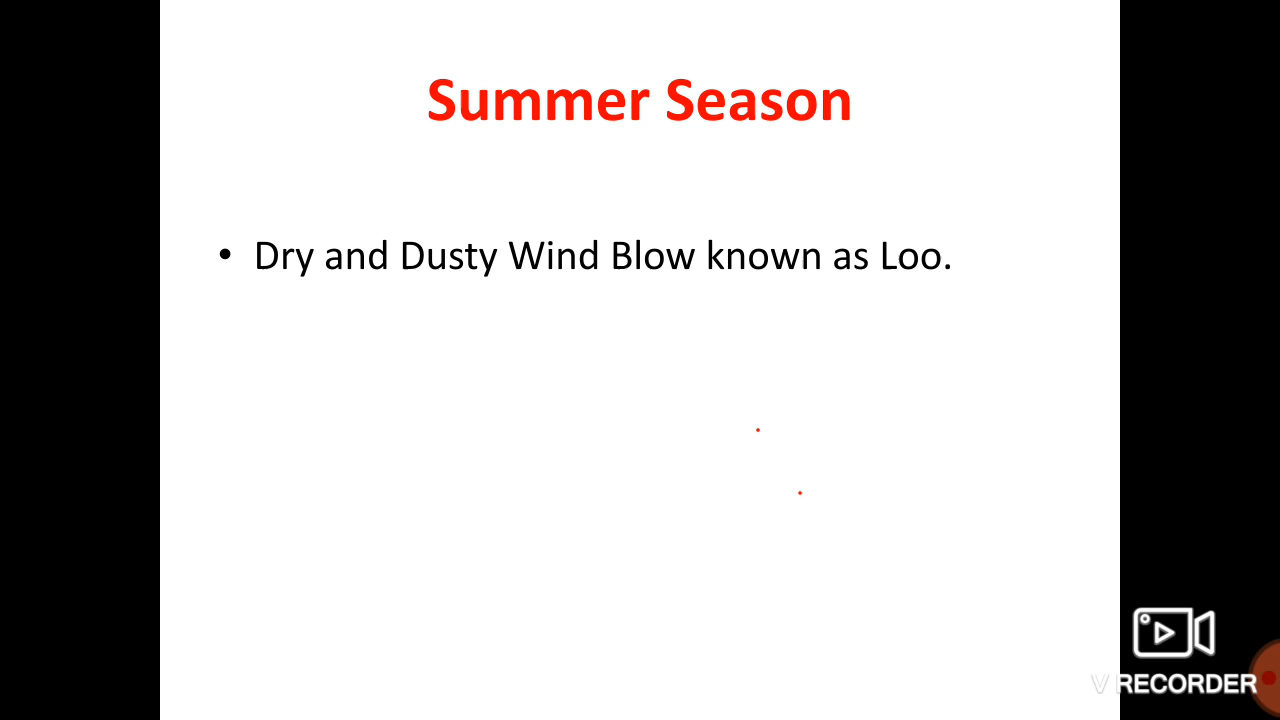 Summer Season
• Dry and Dusty Wind Blow known as Loo.
V RECORDER